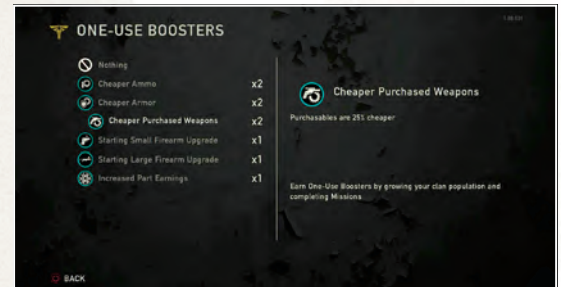 ONE-USE BOOSTERS
Nothing
Cheaper Ammo x2
Cheaper Armor x2
Cheaper Purchased Weapons x2
Starting Small Firearm Upgrade x1
Starting Large Firearm Upgrade x1
Increased Part Earnings x1
Cheaper Purchased Weapons
Purchasables are 25% cheaper
Earn One-Use Boosters by growing your clan population and
completing Missions
BACK